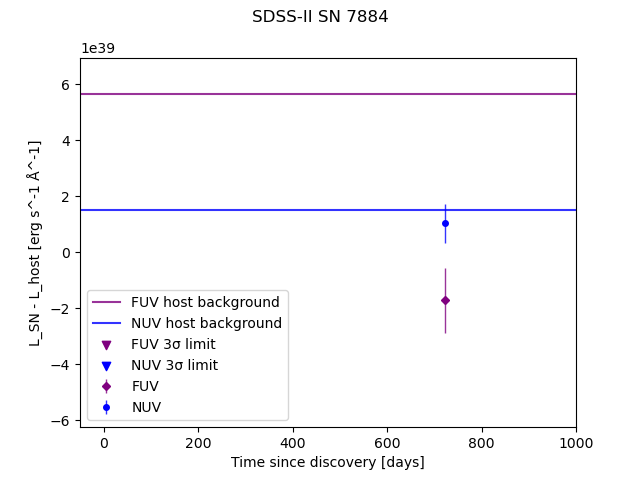 SDSS-II SN 7884
1e39
L_SN - L_host [erg s^-1 Å^-1]
6
4
2
0
−2
−4
−6
FUV host background
NUV host background
FUV 3σ limit
NUV 3σ limit
FUV
NUV
0 200 400 600 800 1000
Time since discovery [days]